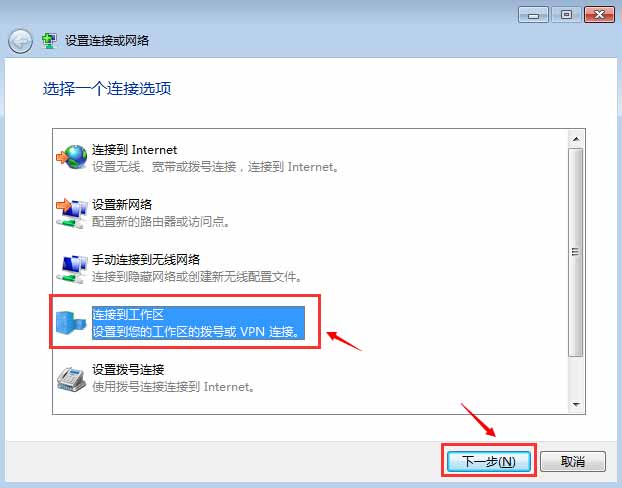 设置连接或网络
选择一个连接选项
连接到 Internet
设置无线、宽带或拨号连接，连接到 Internet。
设置新网络
配置新的路由器或访问点。
手动连接到无线网络
连接到隐藏网络或创建新无线配置文件。
连接到工作区
设置到您的工作区的拨号或 VPN 连接。
设置拨号连接
使用拨号连接连接到 Internet。
下一步(N)
取消